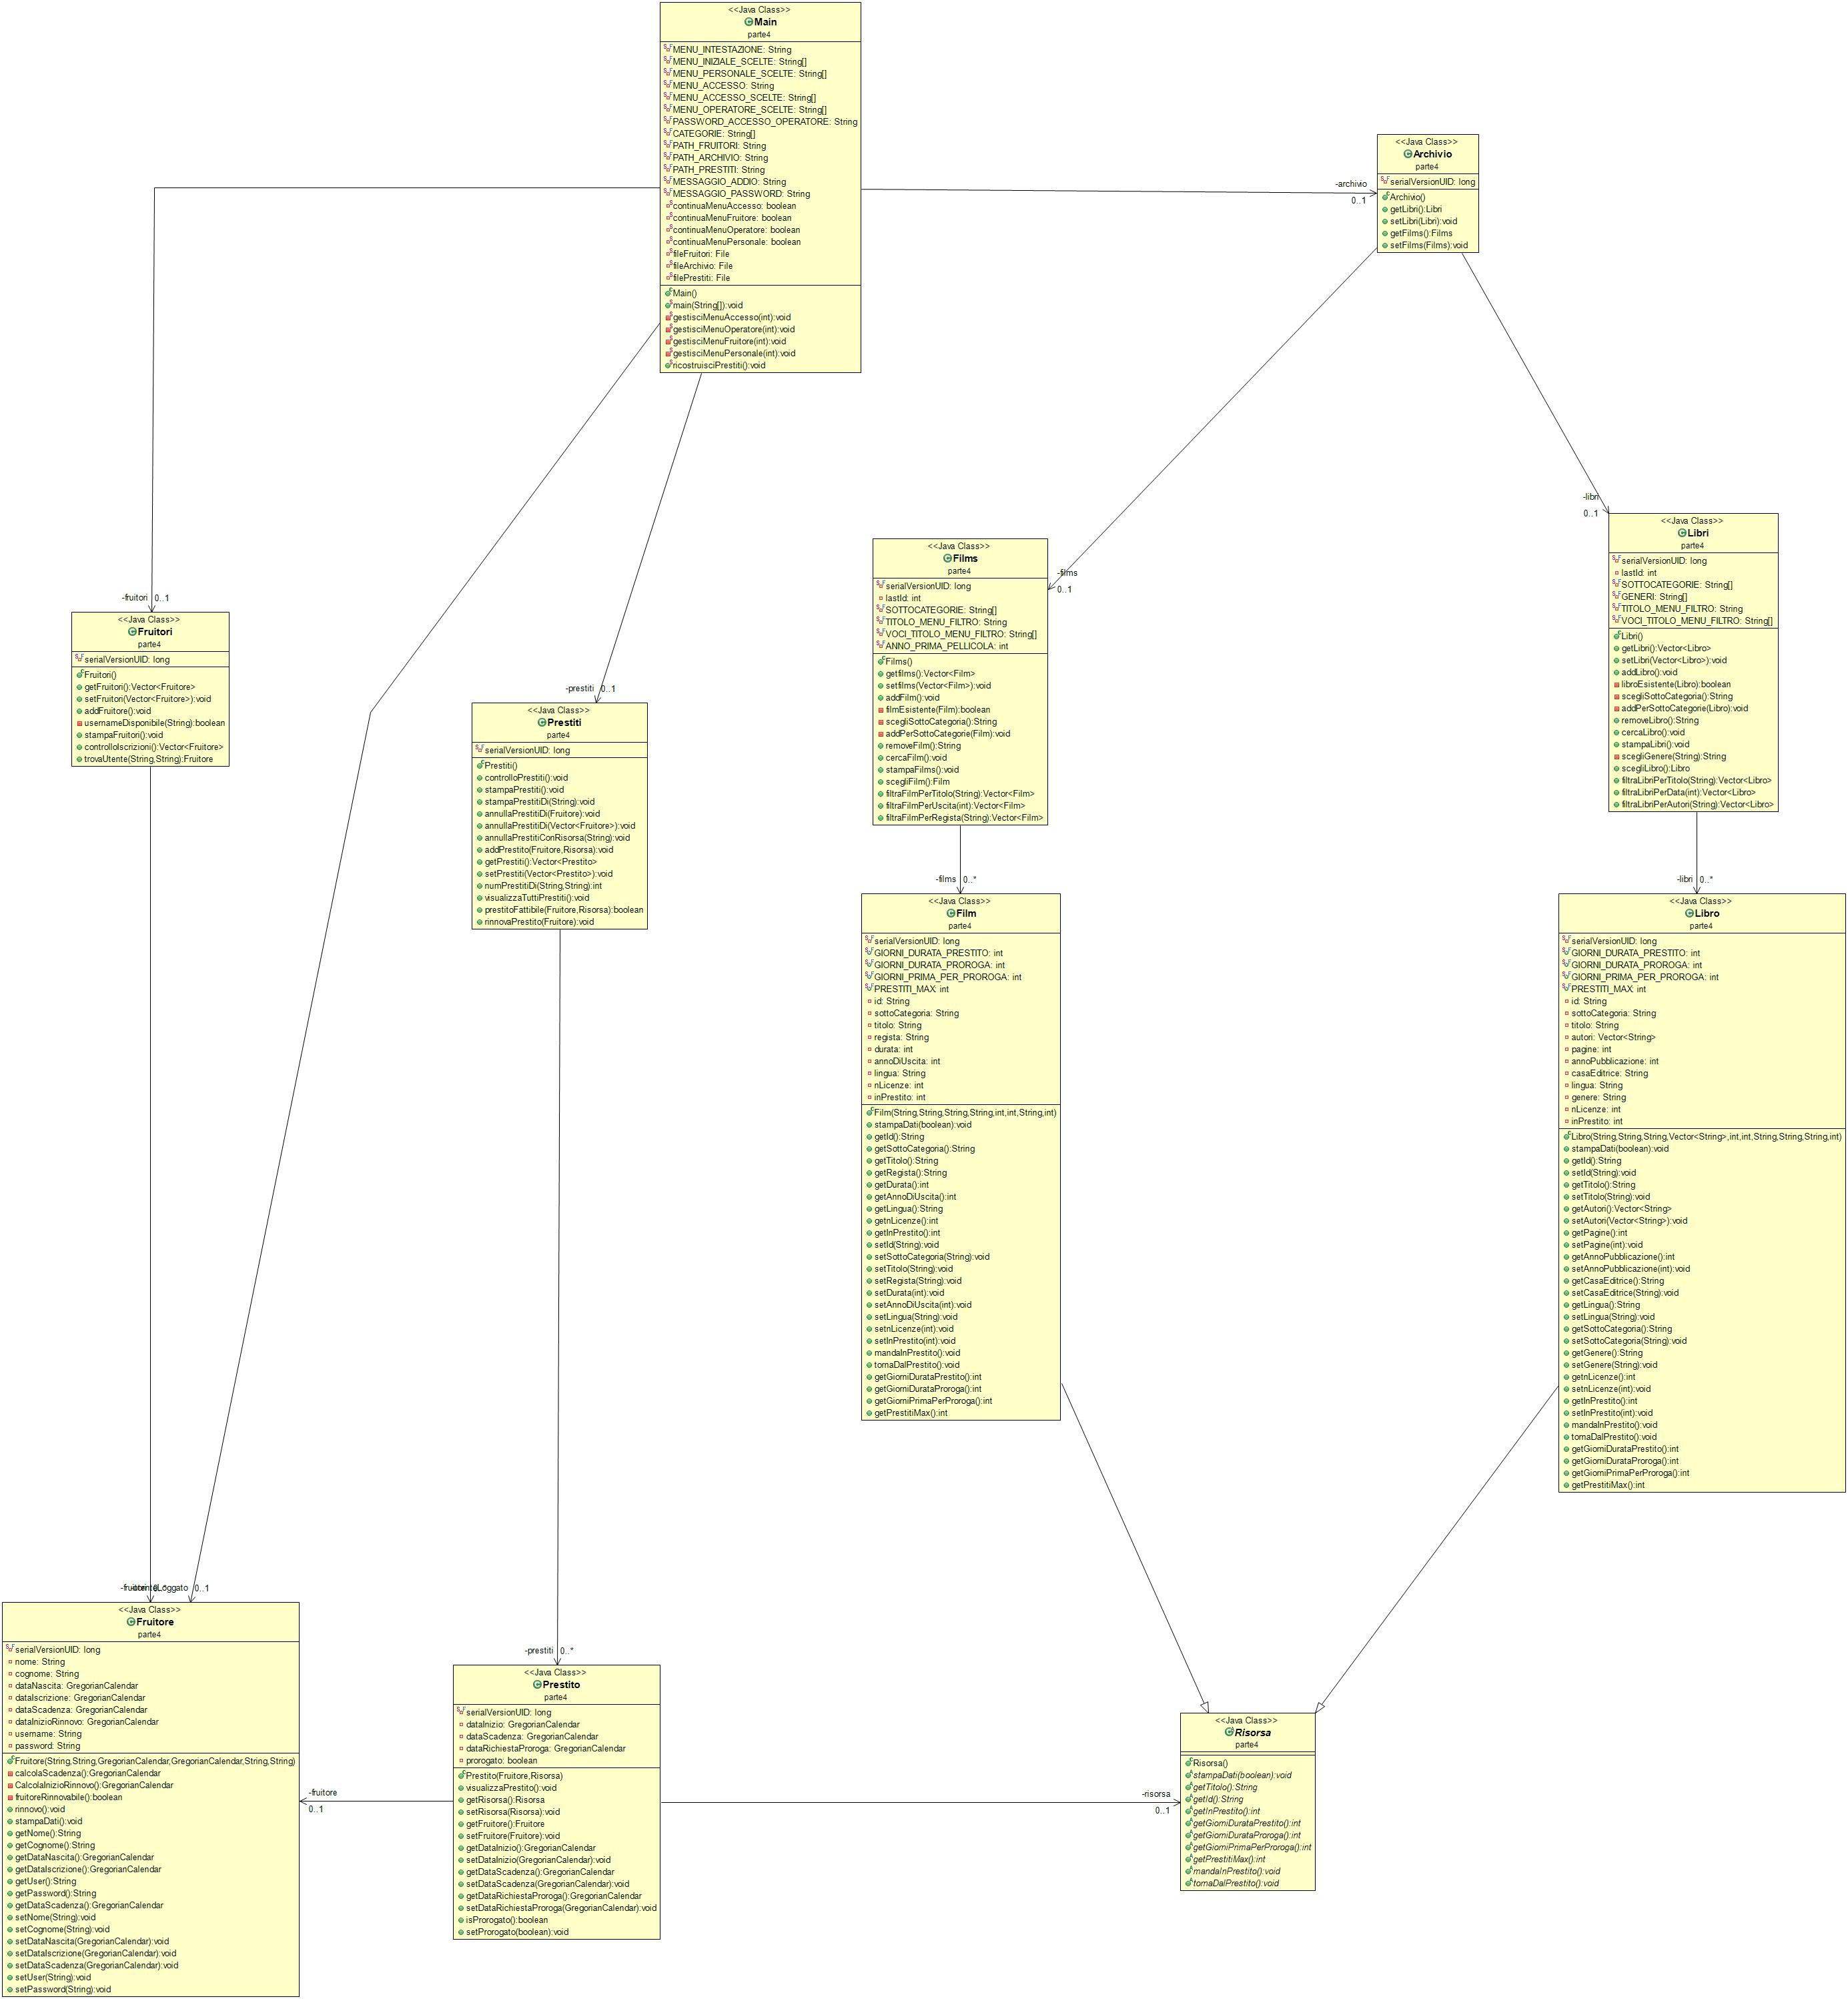 <<Java Class>>
Main
parte4
MENU_INTESTAZIONE: String
MENU_INIZIALE_SCELTE: String[]
MENU_PERSONALE_SCELTE: String[]
MENU_ACCESSO: String
MENU_ACCESSO_SCELTE: String[]
MENU_OPERATORE_SCELTE: String[]
PASSWORD_ACCESSO_OPERATORE: String
CATEGORIE: String[]
PATH_FRUITORI: String
PATH_ARCHIVIO: String
PATH_PRESTITI: String
MESSAGGIO_ADDIO: String
MESSAGGIO_PASSWORD: String
continuaMenuAccesso: boolean
continuaMenuFruitore: boolean
continuaMenuOperatore: boolean
continuaMenuPersonale: boolean
fileFruitori: File
fileArchivio: File
filePrestiti: File
Main()
main(String[]):void
gestisciMenuAccesso(int):void
gestisciMenuOperatore(int):void
gestisciMenuFruitore(int):void
gestisciMenuPersonale(int):void
ricostruisciPrestiti():void
-archivio
0..1
<<Java Class>>
Archivio
parte4
serialVersionUID: long
Archivio()
getLibri():Libri
setLibri(Libri):void
getFilms():Films
setFilms(Films):void
-fruitori 0..1
<<Java Class>>
Fruitori
parte4
serialVersionUID: long
Fruitori()
getFruitori():Vector<Fruitore>
setFruitori(Vector<Fruitore>):void
addFruitore():void
usernameDisponibile(String):boolean
stampaFruitori():void
controlloIscrizioni():Vector<Fruitore>
trovaUtente(String,String):Fruitore
-prestiti 0..1
<<Java Class>>
Prestiti
parte4
serialVersionUID: long
Prestiti()
controlloPrestiti():void
stampaPrestiti():void
stampaPrestitiDi(String):void
annullaPrestitiDi(Fruitore):void
annullaPrestitiDi(Vector<Fruitore>):void
annullaPrestitiConRisorsa(String):void
addPrestito(Fruitore,Risorsa):void
getPrestiti():Vector<Prestito>
setPrestiti(Vector<Prestito>):void
numPrestitiDi(String,String):int
visualizzaTuttiPrestiti():void
prestitoFattibile(Fruitore,Risorsa):boolean
rinnovaPrestito(Fruitore):void
-films
0..1
<<Java Class>>
Films
parte4
serialVersionUID: long
lastId: int
SOTTOCATEGORIE: String[]
TITOLO_MENU_FILTRO: String
VOCI_TITOLO_MENU_FILTRO: String[]
ANNO_PRIMA_PELLICOLA: int
Films()
getfilms():Vector<Film>
setfilms(Vector<Film>):void
addFilm():void
filmEsistente(Film):boolean
scegliSottoCategoria():String
addPerSottoCategorie(Film):void
removeFilm():String
cercaFilm():void
stampaFilms():void
scegliFilm():Film
filtraFilmPerTitolo(String):Vector<Film>
filtraFilmPerUscita(int):Vector<Film>
filtraFilmPerRegista(String):Vector<Film>
-libri
0..1
<<Java Class>>
Libri
parte4
serialVersionUID: long
lastId: int
SOTTOCATEGORIE: String[]
GENERI: String[]
TITOLO_MENU_FILTRO: String
VOCI_TITOLO_MENU_FILTRO: String[]
Libri()
getLibri():Vector<Libro>
setLibri(Vector<Libro>):void
addLibro():void
libroEsistente(Libro):boolean
scegliSottoCategoria():String
addPerSottoCategorie(Libro):void
removeLibro():String
cercaLibro():void
stampaLibri():void
scegliGenere(String):String
scegliLibro():Libro
filtraLibriPerTitolo(String):Vector<Libro>
filtraLibriPerData(int):Vector<Libro>
filtraLibriPerAutori(String):Vector<Libro>
-films 0..*
<<Java Class>>
Film
parte4
serialVersionUID: long
GIORNI_DURATA_PRESTITO: int
GIORNI_DURATA_PROROGA: int
GIORNI_PRIMA_PER_PROROGA: int
PRESTITI_MAX: int
id: String
sottoCategoria: String
titolo: String
regista: String
durata: int
annoDiUscita: int
lingua: String
nLicenze: int
inPrestito: int
Film(String,String,String,String,int,int,String,int)
stampaDati(boolean):void
getId():String
getSottoCategoria():String
getTitolo():String
getRegista():String
getDurata():int
getAnnoDiUscita():int
getLingua():String
getnLicenze():int
getInPrestito():int
setId(String):void
setSottoCategoria(String):void
setTitolo(String):void
setRegista(String):void
setDurata(int):void
setAnnoDiUscita(int):void
setLingua(String):void
setnLicenze(int):void
setInPrestito(int):void
mandaInPrestito():void
tornaDalPrestito():void
getGiorniDurataPrestito():int
getGiorniDurataProroga():int
getGiorniPrimaPerProroga():int
getPrestitiMax():int
-libri 0..*
<<Java Class>>
Libro
parte4
serialVersionUID: long
GIORNI_DURATA_PRESTITO: int
GIORNI_DURATA_PROROGA: int
GIORNI_PRIMA_PER_PROROGA: int
PRESTITI_MAX: int
id: String
sottoCategoria: String
titolo: String
autori: Vector<String>
pagine: int
annoPubblicazione: int
casaEditrice: String
lingua: String
genere: String
nLicenze: int
inPrestito: int
Libro(String,String,String,Vector<String>,int,int,String,String,String,int)
stampaDati(boolean):void
getId():String
setId(String):void
getTitolo():String
setTitolo(String):void
getAutori():Vector<String>
setAutori(Vector<String>):void
getPagine():int
setPagine(int):void
getAnnoPubblicazione():int
setAnnoPubblicazione(int):void
getCasaEditrice():String
setCasaEditrice(String):void
getLingua():String
setLingua(String):void
getSottoCategoria():String
setSottoCategoria(String):void
getGenere():String
setGenere(String):void
getnLicenze():int
setnLicenze(int):void
getInPrestito():int
setInPrestito(int):void
mandaInPrestito():void
tornaDalPrestito():void
getGiorniDurataPrestito():int
getGiorniDurataProroga():int
getGiorniPrimaPerProroga():int
getPrestitiMax():int
0..1
<<Java Class>>
Fruitore
parte4
serialVersionUID: long
nome: String
cognome: String
dataNascita: GregorianCalendar
dataIscrizione: GregorianCalendar
dataScadenza: GregorianCalendar
dataInizioRinnovo: GregorianCalendar
username: String
password: String
Fruitore(String,String,GregorianCalendar,GregorianCalendar,String,String)
calcolaScadenza():GregorianCalendar
CalcolaInizioRinnovo():GregorianCalendar
fruitoreRinnovabile():boolean
rinnovo():void
stampaDati():void
getNome():String
getCognome():String
getDataNascita():GregorianCalendar
getDataIscrizione():GregorianCalendar
getUser():String
getPassword():String
getDataScadenza():GregorianCalendar
setNome(String):void
setCognome(String):void
setDataNascita(GregorianCalendar):void
setDataIscrizione(GregorianCalendar):void
setDataScadenza(GregorianCalendar):void
setUser(String):void
setPassword(String):void
-fruitore
0..1
-prestiti 0..*
<<Java Class>>
Prestito
parte4
serialVersionUID: long
dataInizio: GregorianCalendar
dataScadenza: GregorianCalendar
dataRichiestaProroga: GregorianCalendar
prorogato: boolean
Prestito(Fruitore,Risorsa)
visualizzaPrestito():void
getRisorsa():Risorsa
setRisorsa(Risorsa):void
getFruitore():Fruitore
setFruitore(Fruitore):void
getDataInizio():GregorianCalendar
setDataInizio(GregorianCalendar):void
getDataScadenza():GregorianCalendar
setDataScadenza(GregorianCalendar):void
getDataRichiestaProroga():GregorianCalendar
setDataRichiestaProroga(GregorianCalendar):void
isProrogato():boolean
setProrogato(boolean):void
-risorsa
0..1
<<Java Class>>
Risorsa
parte4
Risorsa()
stampaDati(boolean):void
getTitolo():String
getId():String
getInPrestito():int
getGiorniDurataPrestito():int
getGiorniDurataProroga():int
getGiorniPrimaPerProroga():int
getPrestitiMax():int
mandaInPrestito():void
tornaDalPrestito():void